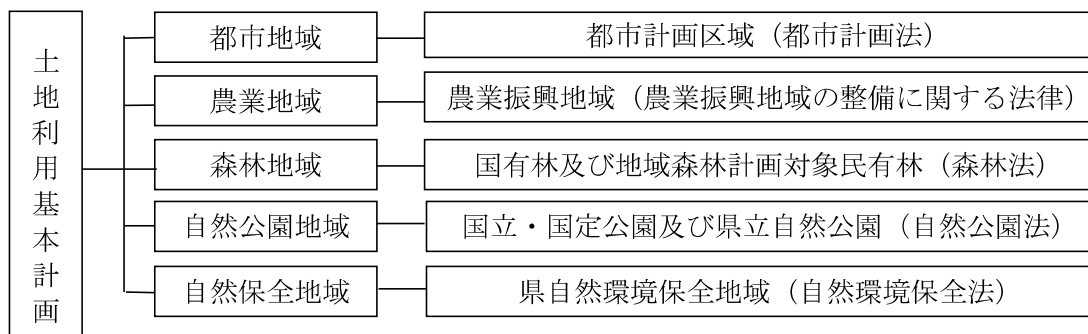 土地利用基本計画
都市地域
都市計画区域（都市計画法）
農業地域
農業振興地域（農業振興地域の整備に関する法律）
森林地域
国有林及び地域森林計画対象民有林（森林法）
自然公園地域
国立・国定公園及び県立自然公園（自然公園法）
自然保全地域
県自然環境保全地域（自然環境保全法）